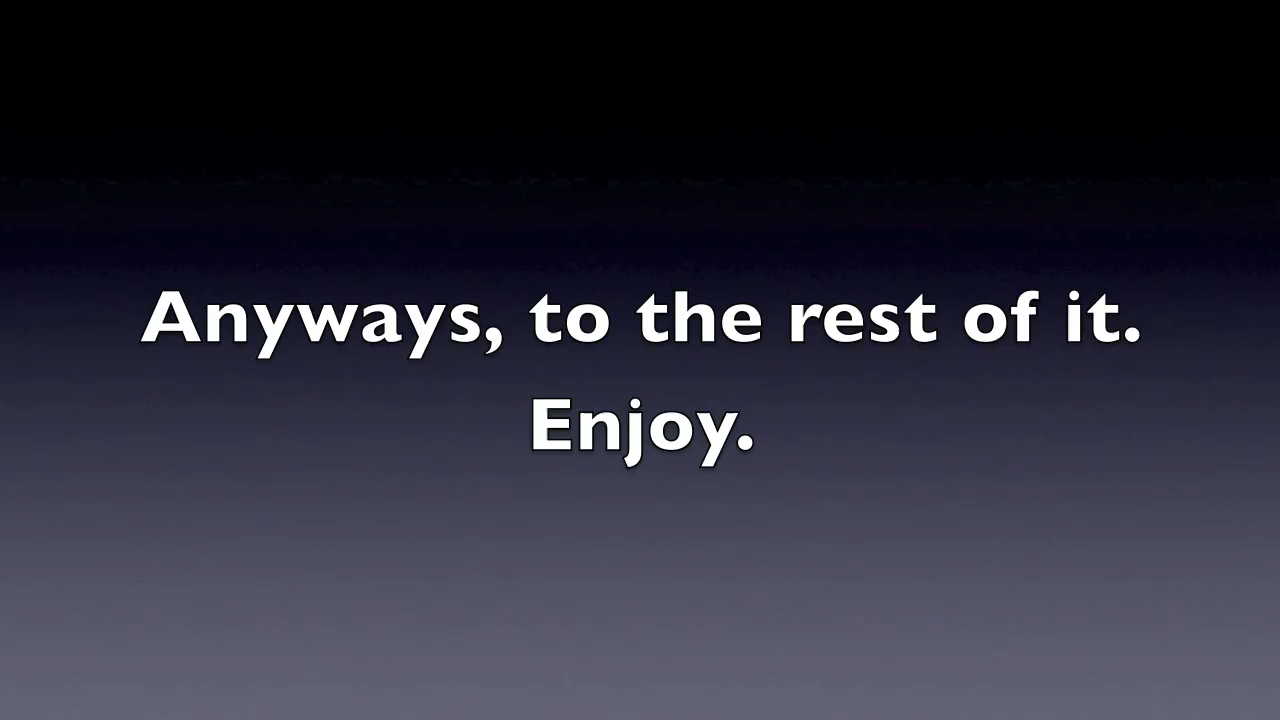 Anyways, to the rest of it.
Enjoy.